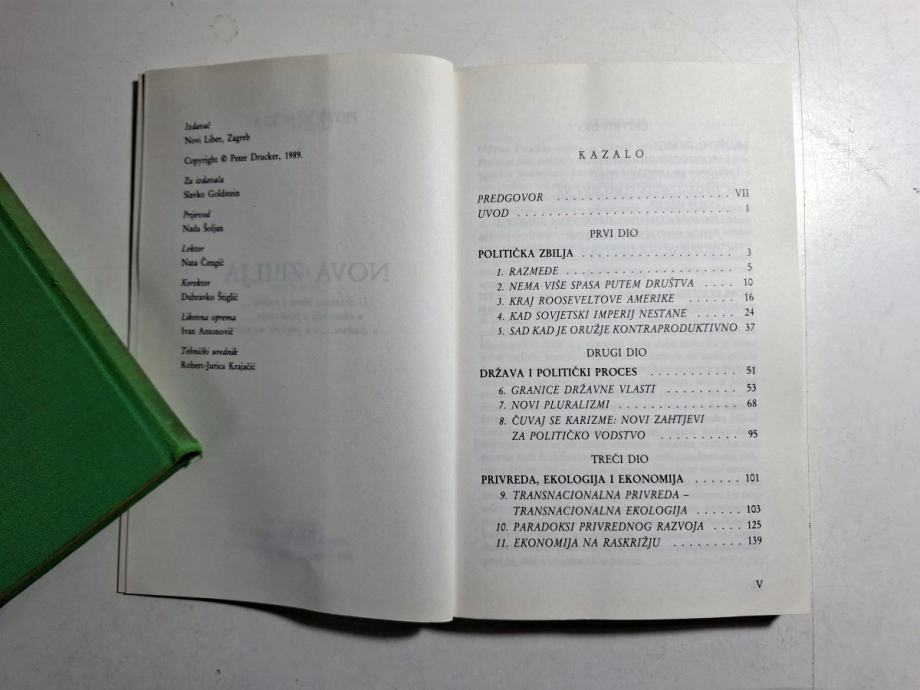 Izdavač
Novi Liber, Zagreb
Copyright © Peter Drucker, 1989.
Za izdavača
Slavko Goldstein
Prijevod
Nada Šoljan
Lektor
Nata Čengić
Korektor
Dubravko Štiglić
Likovna oprema
Ivan Antonović
Tehnički urednik
Robert-Jurica Krajačić
NOVA ZBILJA
KAZALO
PREDGOVOR . . . . . . . . . . . . . . . . . . . . . . . VII
UVOD . . . . . . . . . . . . . . . . . . . . . . . . . . . . 1
PRVI DIO
POLITIČKA ZBILJA . . . . . . . . . . . . . . . . . . . . 3
1. RAZMEĐE . . . . . . . . . . . . . . . . . . . . . . . 5
2. NEMA VIŠE SPASA PUTEM DRUŠTVA . . . . 10
3. KRAJ ROOSEVELTOVE AMERIKE . . . . . . . . 16
4. KAD SOVJETSKI IMPERIJ NESTANE . . . . . 24
5. SAD KAD JE ORUŽJE KONTRAPRODUKTIVNO 37
DRUGI DIO
DRŽAVA I POLITIČKI PROCES . . . . . . . . . . . . 51
6. GRANICE DRŽAVNE VLASTI . . . . . . . . . . . 53
7. NOVI PLURALIZMI . . . . . . . . . . . . . . . . 68
8. ČUVAJ SE KARIZME: NOVI ZAHTJEVI
ZA POLITIČKO VODSTVO . . . . . . . . . . 95
TREĆI DIO
PRIVREDA, EKOLOGIJA I EKONOMIJA . . . . . . 101
9. TRANSNACIONALNA PRIVREDA –
TRANSNACIONALNA EKOLOGIJA . . . . . . 103
10. PARADOKSI PRIVREDNOG RAZVOJA . . . . 125
11. EKONOMIJA NA RASKRIŽJU . . . . . . . . . 139
V